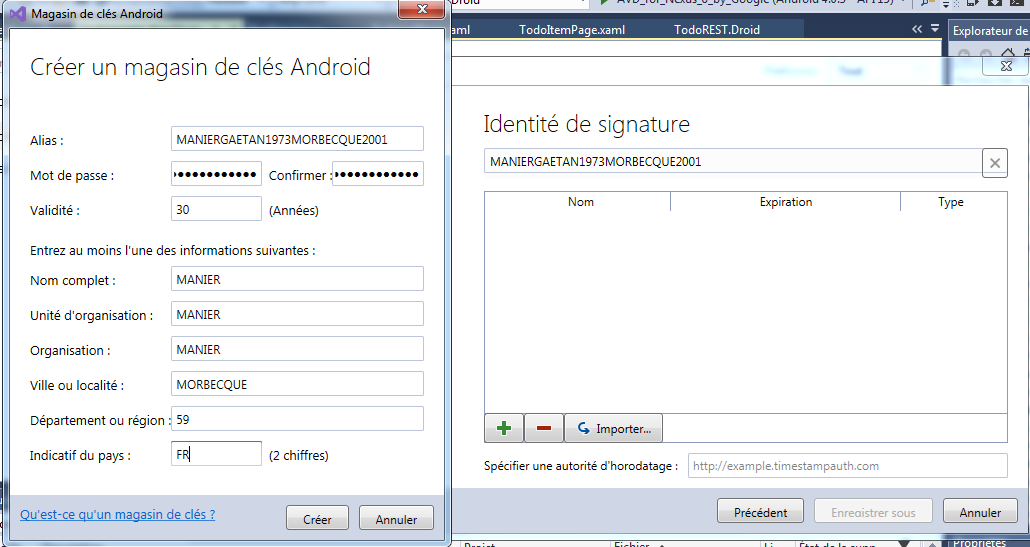 Magasin de clés Android
Créer un magasin de clés Android
Alias : MANIERGAETAN1973MORBECQUE2001
Mot de passe : Confirmer :
Validité : 30 (Années)
Entrez au moins l'une des informations suivantes :
Nom complet : MANIER
Unité d'organisation : MANIER
Organisation : MANIER
Ville ou localité : MORBECQUE
Département ou région : 59
Indicatif du pays : FR (2 chiffres)
Qu'est-ce qu'un magasin de clés ? Créer Annuler
TodoItemPage.xaml TodoREST.Droid
Explorateur de
Identité de signature
MANIERGAETAN1973MORBECQUE2001
Nom Expiration Type
Importer...
Spécifier une autorité d'horodatage : http://example.timestampauth.com
Précédent Enregistrer sous Annuler